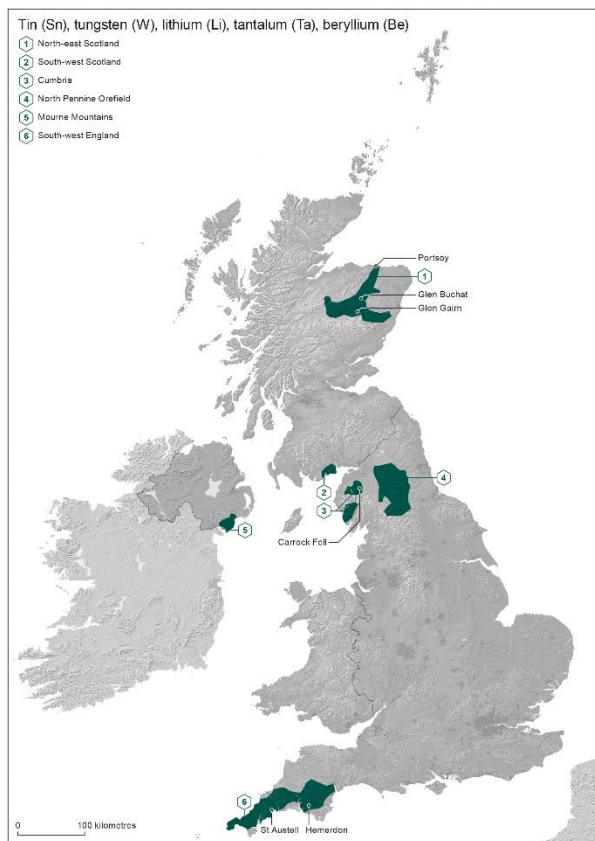 Tin (Sn), tungsten (W), lithium (Li), tantalum (Ta), beryllium (Be)
1 North-east Scotland
2 South-west Scotland
3 Cumbria
4 North Pennine Orefield
5 Mourne Mountains
6 South-west England
Portsoy
1
Glen Buchat
Glen Gairn
2
4
3
Carrock Fell
5
6
St Austell Hemerdon
0 100 kilometres